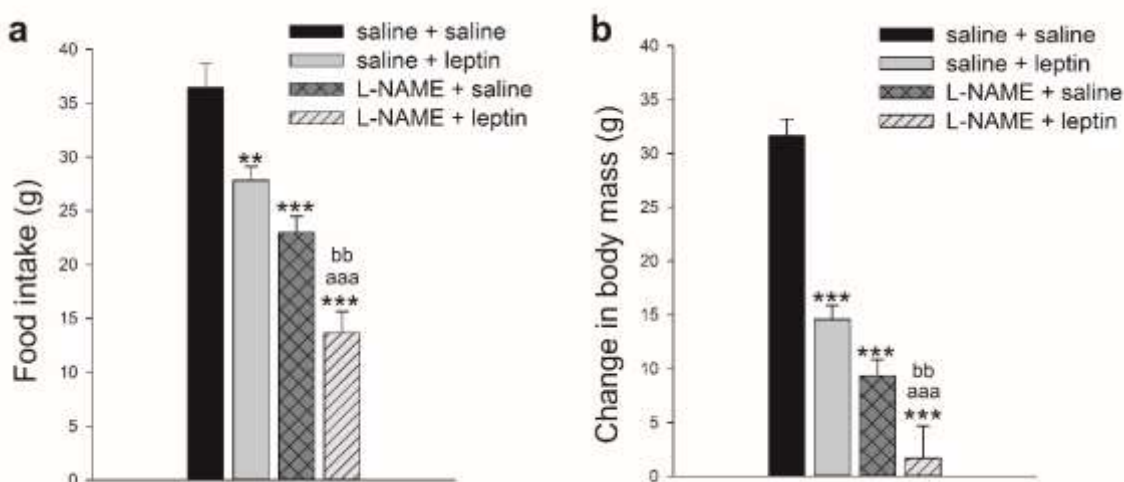 a
saline + saline
saline + leptin
L-NAME + saline
L-NAME + leptin
Food intake (g)
40
35
30
25
20
15
10
5
0
**
***
bb
aaa
***
b
saline + saline
saline + leptin
L-NAME + saline
L-NAME + leptin
Change in body mass (g)
40
35
30
25
20
15
10
5
0
***
***
bb
aaa
***